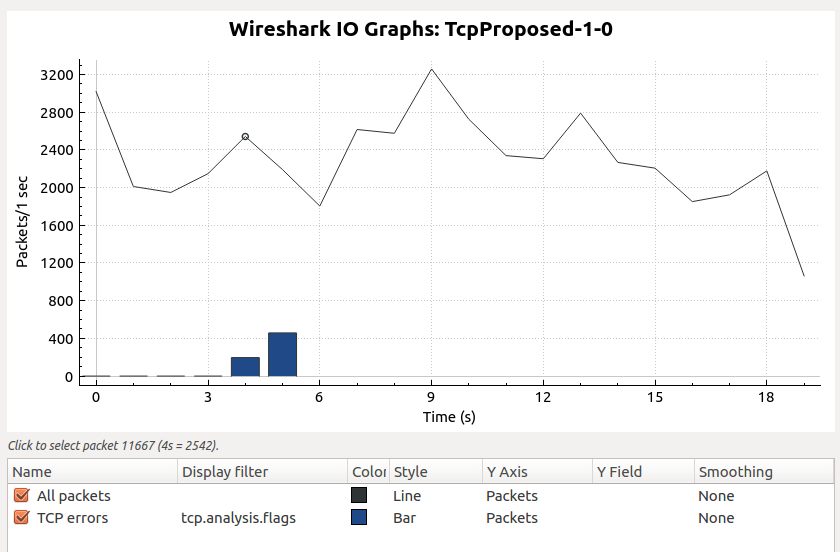 Wireshark IO Graphs: TcpProposed-1-0
Packets/1 sec
3200
2800
2400
2000
1600
1200
800
400
0
0 3 6 9 12 15 18
Time (s)
Click to select packet 11667 (4s = 2542).
Name Display filter Color Style Y Axis Y Field Smoothing
All packets Line Packets None
TCP errors tcp.analysis.flags Bar Packets None